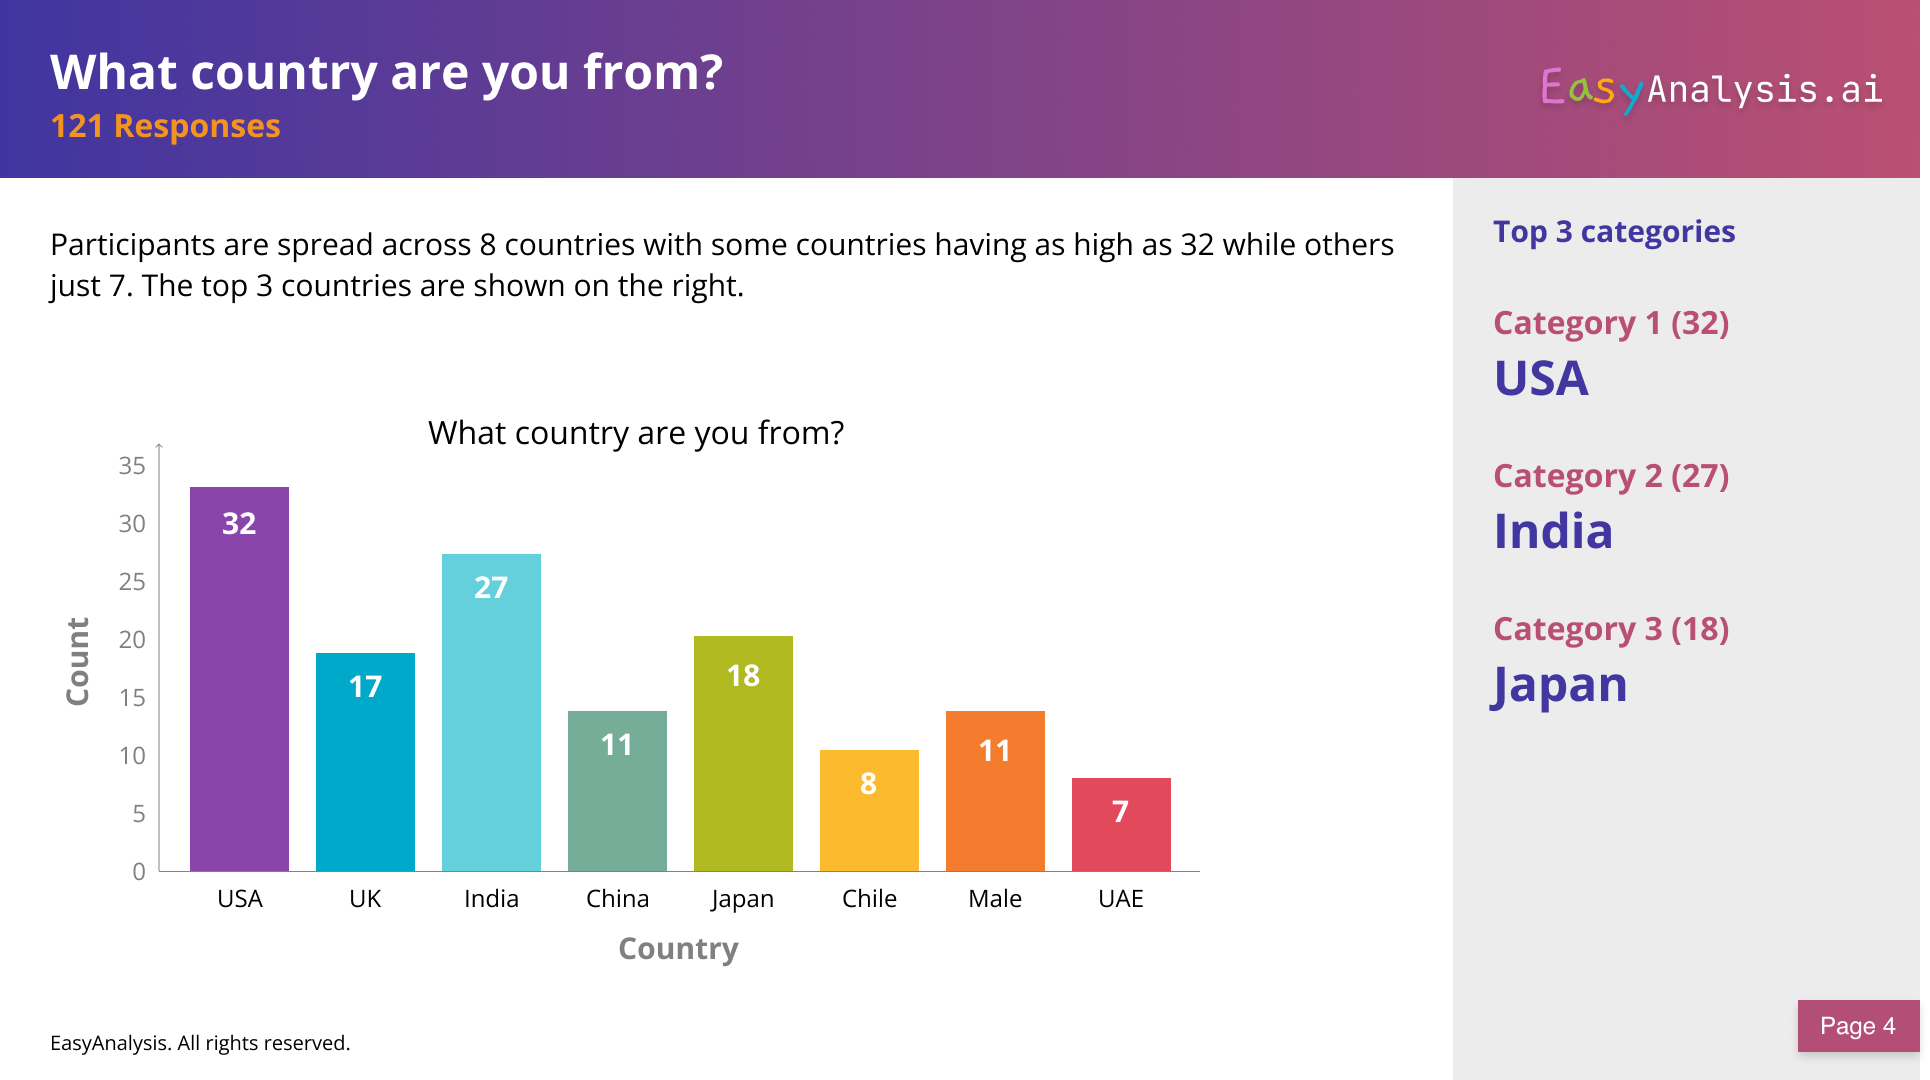 What country are you from?
121 Responses
EasyAnalysis.ai
Participants are spread across 8 countries with some countries having as high as 32 while others
just 7. The top 3 countries are shown on the right.
What country are you from?
35
30
25
20
15
10
5
0
Count
32
17
27
11
18
8
11
7
USA UK India China Japan Chile Male UAE
Country
EasyAnalysis. All rights reserved.
Top 3 categories
Category 1 (32)
USA
Category 2 (27)
India
Category 3 (18)
Japan
Page 4